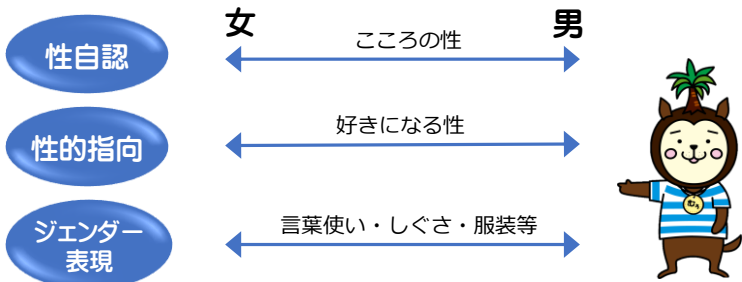 女 男
性自認 こころの性
性的指向 好きになる性
ジェンダー
表現
言葉使い・しぐさ・服装等